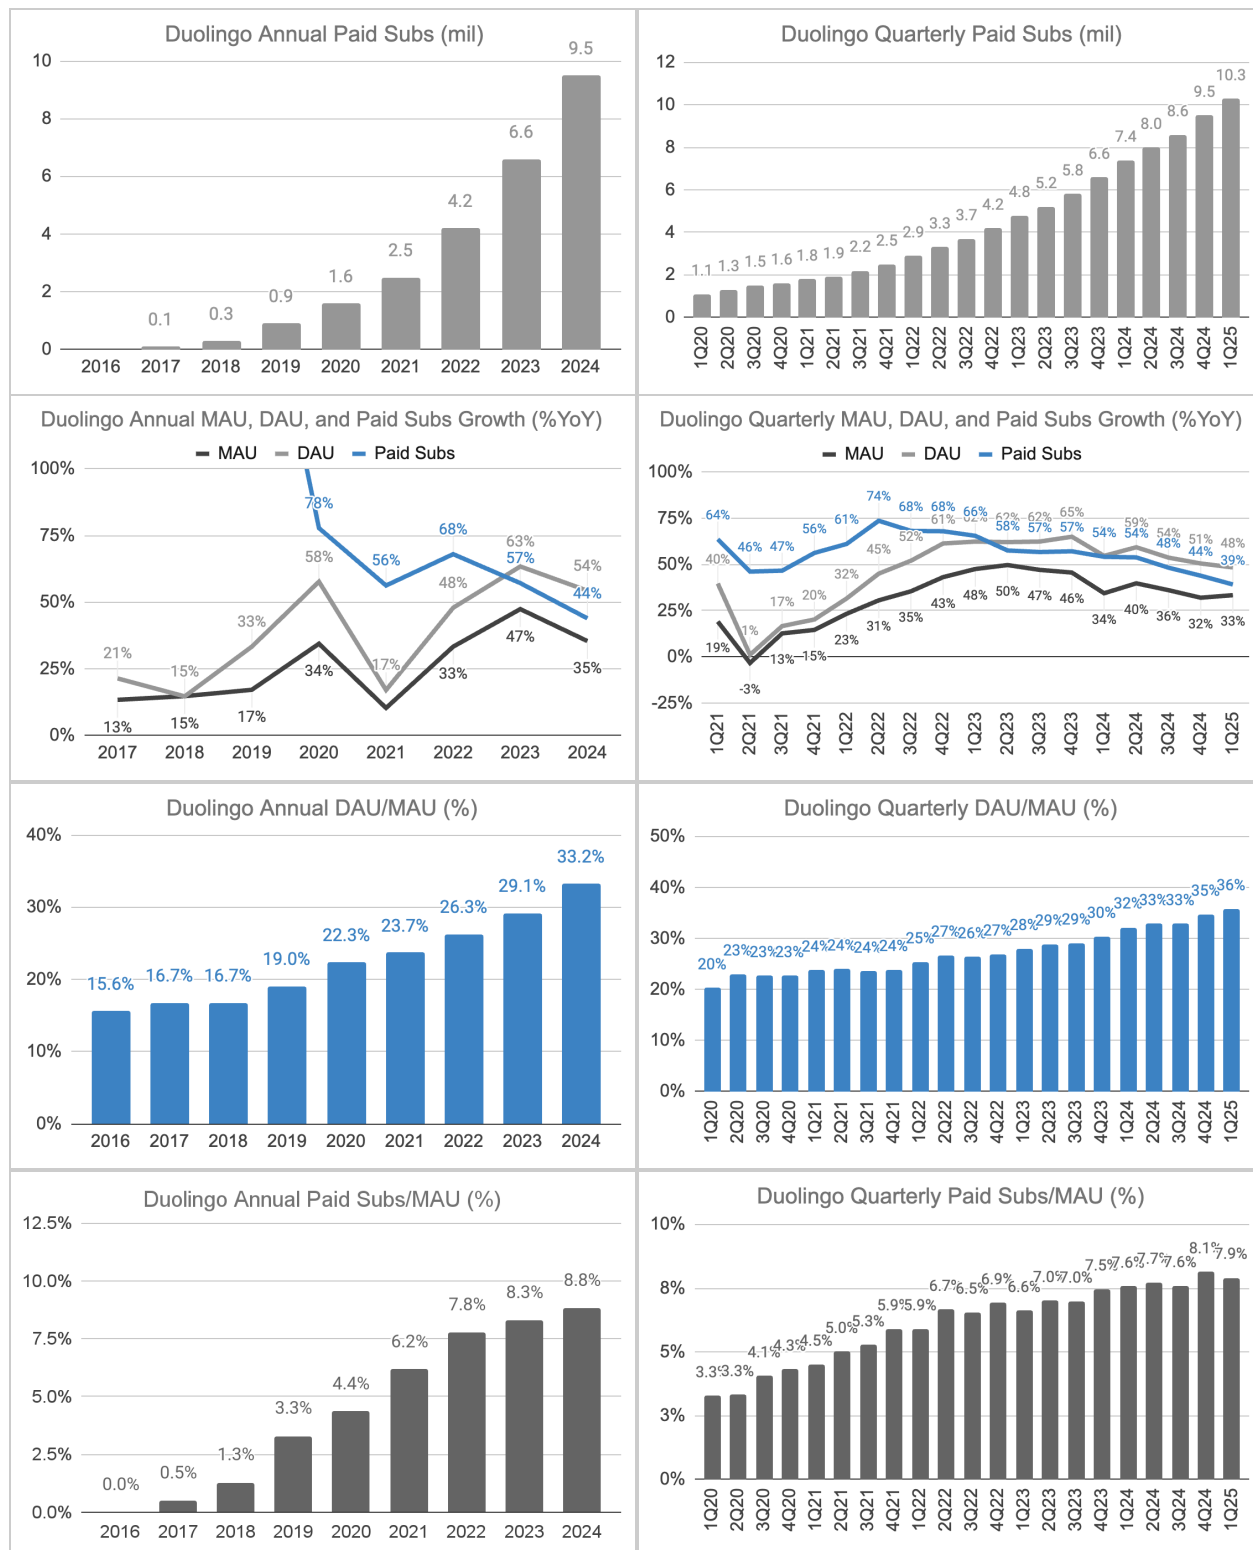 Duolingo Annual Paid Subs (mil)
10
8
6
4
2
0
0.1
0.3
0.9
1.6
2.5
4.2
6.6
9.5
2016 2017 2018 2019 2020 2021 2022 2023 2024
Duolingo Quarterly Paid Subs (mil)
12
10
8
6
4
2
0
1.1 1.3 1.5 1.6 1.8 1.9 2.2 2.5 2.9 3.3 3.7 4.2 4.8 5.2 5.8 6.6 7.4 8.0 8.6 9.5 10.3
1Q20 2Q20 3Q20 4Q20 1Q21 2Q21 3Q21 4Q21 1Q22 2Q22 3Q22 4Q22 1Q23 2Q23 3Q23 4Q23 1Q24 2Q24 3Q24 4Q24 1Q25
Duolingo Annual MAU, DAU, and Paid Subs Growth (%YoY)
MAU DAU Paid Subs
100%
75%
50%
25%
0%
78% 56% 68% 57% 44%
21% 15% 33% 58% 17% 48% 63% 54%
13% 15% 17% 34% 33% 47% 35%
2017 2018 2019 2020 2021 2022 2023 2024
Duolingo Quarterly MAU, DAU, and Paid Subs Growth (%YoY)
MAU DAU Paid Subs
100%
75%
50%
25%
0%
-25%
64% 46% 47% 56% 61% 74% 68% 68% 66% 58% 57% 57% 54% 54% 48% 44% 39%
40% 1% 17% 20% 32% 45% 52% 61% 62% 62% 62% 65% 59% 54% 51% 48%
19% -3% 13% 15% 23% 31% 35% 43% 48% 50% 47% 46% 34% 40% 36% 32% 33%
1Q21 2Q21 3Q21 4Q21 1Q22 2Q22 3Q22 4Q22 1Q23 2Q23 3Q23 4Q23 1Q24 2Q24 3Q24 4Q24 1Q25
Duolingo Annual DAU/MAU (%)
40%
30%
20%
10%
0%
15.6% 16.7% 16.7% 19.0% 22.3% 23.7% 26.3% 29.1% 33.2%
2016 2017 2018 2019 2020 2021 2022 2023 2024
Duolingo Quarterly DAU/MAU (%)
50%
40%
30%
20%
10%
0%
20% 23% 23% 23% 24% 24% 24% 24% 25% 27% 26% 27% 28% 29% 29% 30% 32% 33% 33% 35% 36%
1Q20 2Q20 3Q20 4Q20 1Q21 2Q21 3Q21 4Q21 1Q22 2Q22 3Q22 4Q22 1Q23 2Q23 3Q23 4Q23 1Q24 2Q24 3Q24 4Q24 1Q25
Duolingo Annual Paid Subs/MAU (%)
12.5%
10.0%
7.5%
5.0%
2.5%
0.0%
0.0% 0.5% 1.3% 3.3% 4.4% 6.2% 7.8% 8.3% 8.8%
2016 2017 2018 2019 2020 2021 2022 2023 2024
Duolingo Quarterly Paid Subs/MAU (%)
10%
8%
5%
3%
0%
3.3% 3.3% 4.1% 4.3% 4.5% 5.0% 5.3% 5.9% 5.9% 6.7% 6.5% 6.9% 6.6% 7.0% 7.0% 7.5% 7.6% 7.7% 7.6% 8.1% 7.9%
1Q20 2Q20 3Q20 4Q20 1Q21 2Q21 3Q21 4Q21 1Q22 2Q22 3Q22 4Q22 1Q23 2Q23 3Q23 4Q23 1Q24 2Q24 3Q24 4Q24 1Q25